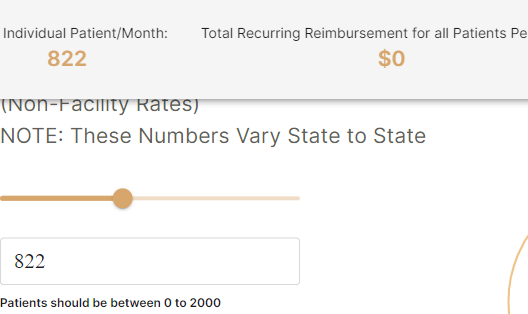 Individual Patient/Month:
Total Recurring Reimbursement for all Patients Pe
822
$0
(Non-Facility Rates)
NOTE: These Numbers Vary State to State
822
Patients should be between 0 to 2000